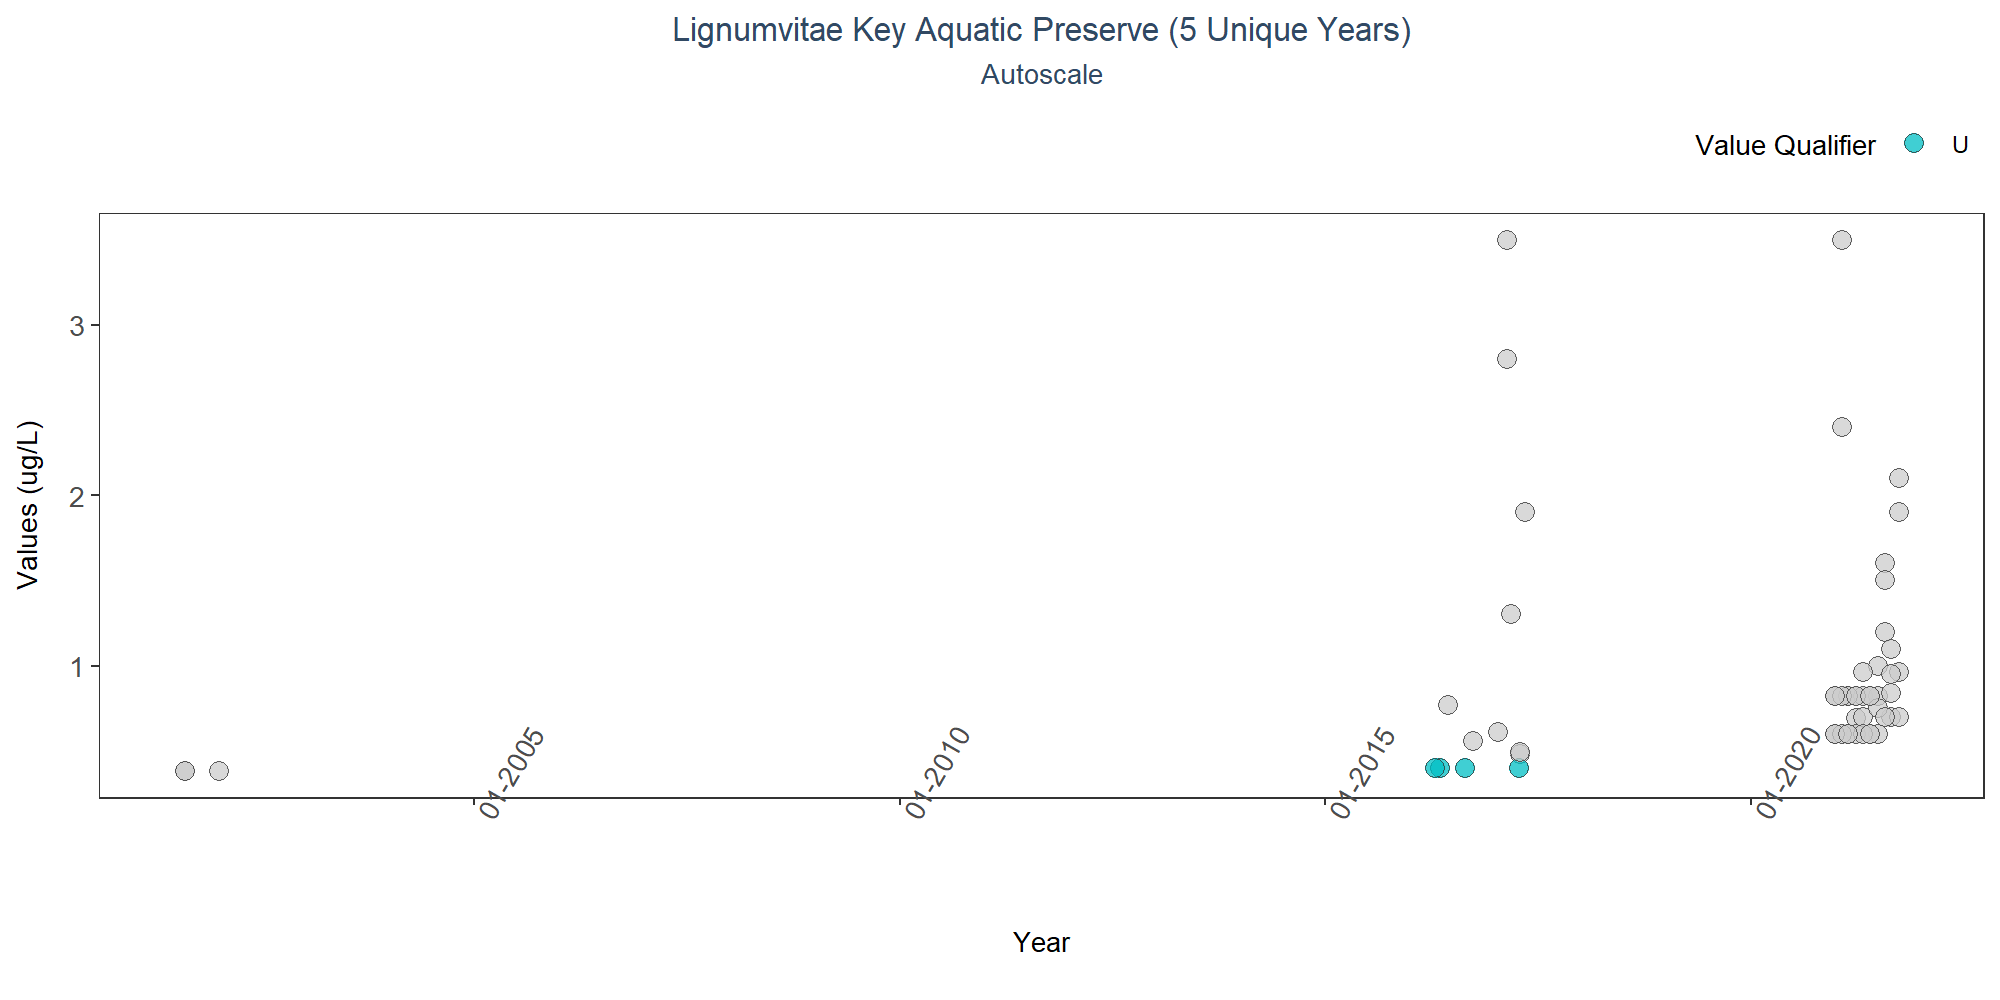 Lignumvitae Key Aquatic Preserve (5 Unique Years)
Autoscale
Value Qualifier U
Values (ug/L)
3
2
1
01-2005
01-2010
01-2015
01-2020
Year